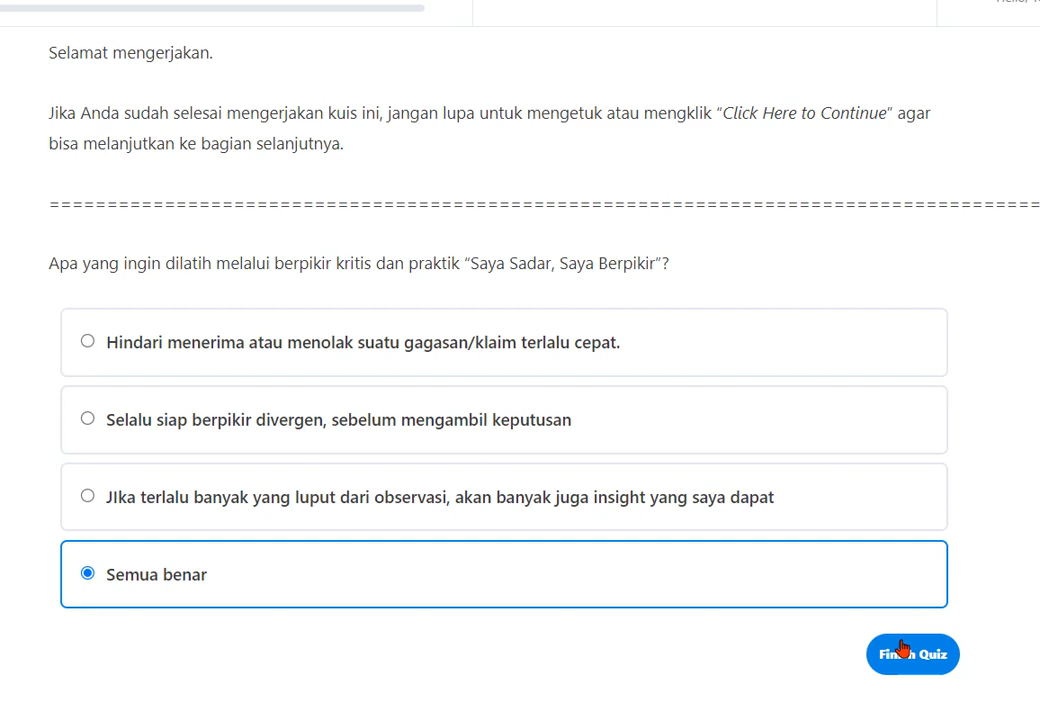 Selamat mengerjakan.
Jika Anda sudah selesai mengerjakan kuis ini, jangan lupa untuk mengetuk atau mengklik “Click Here to Continue” agar
bisa melanjutkan ke bagian selanjutnya.
=====================================================================================
Apa yang ingin dilatih melalui berpikir kritis dan praktik “Saya Sadar, Saya Berpikir”?
Hindari menerima atau menolak suatu gagasan/klaim terlalu cepat.
Selalu siap berpikir divergen, sebelum mengambil keputusan
JIka terlalu banyak yang luput dari observasi, akan banyak juga insight yang saya dapat
Semua benar
Finish Quiz